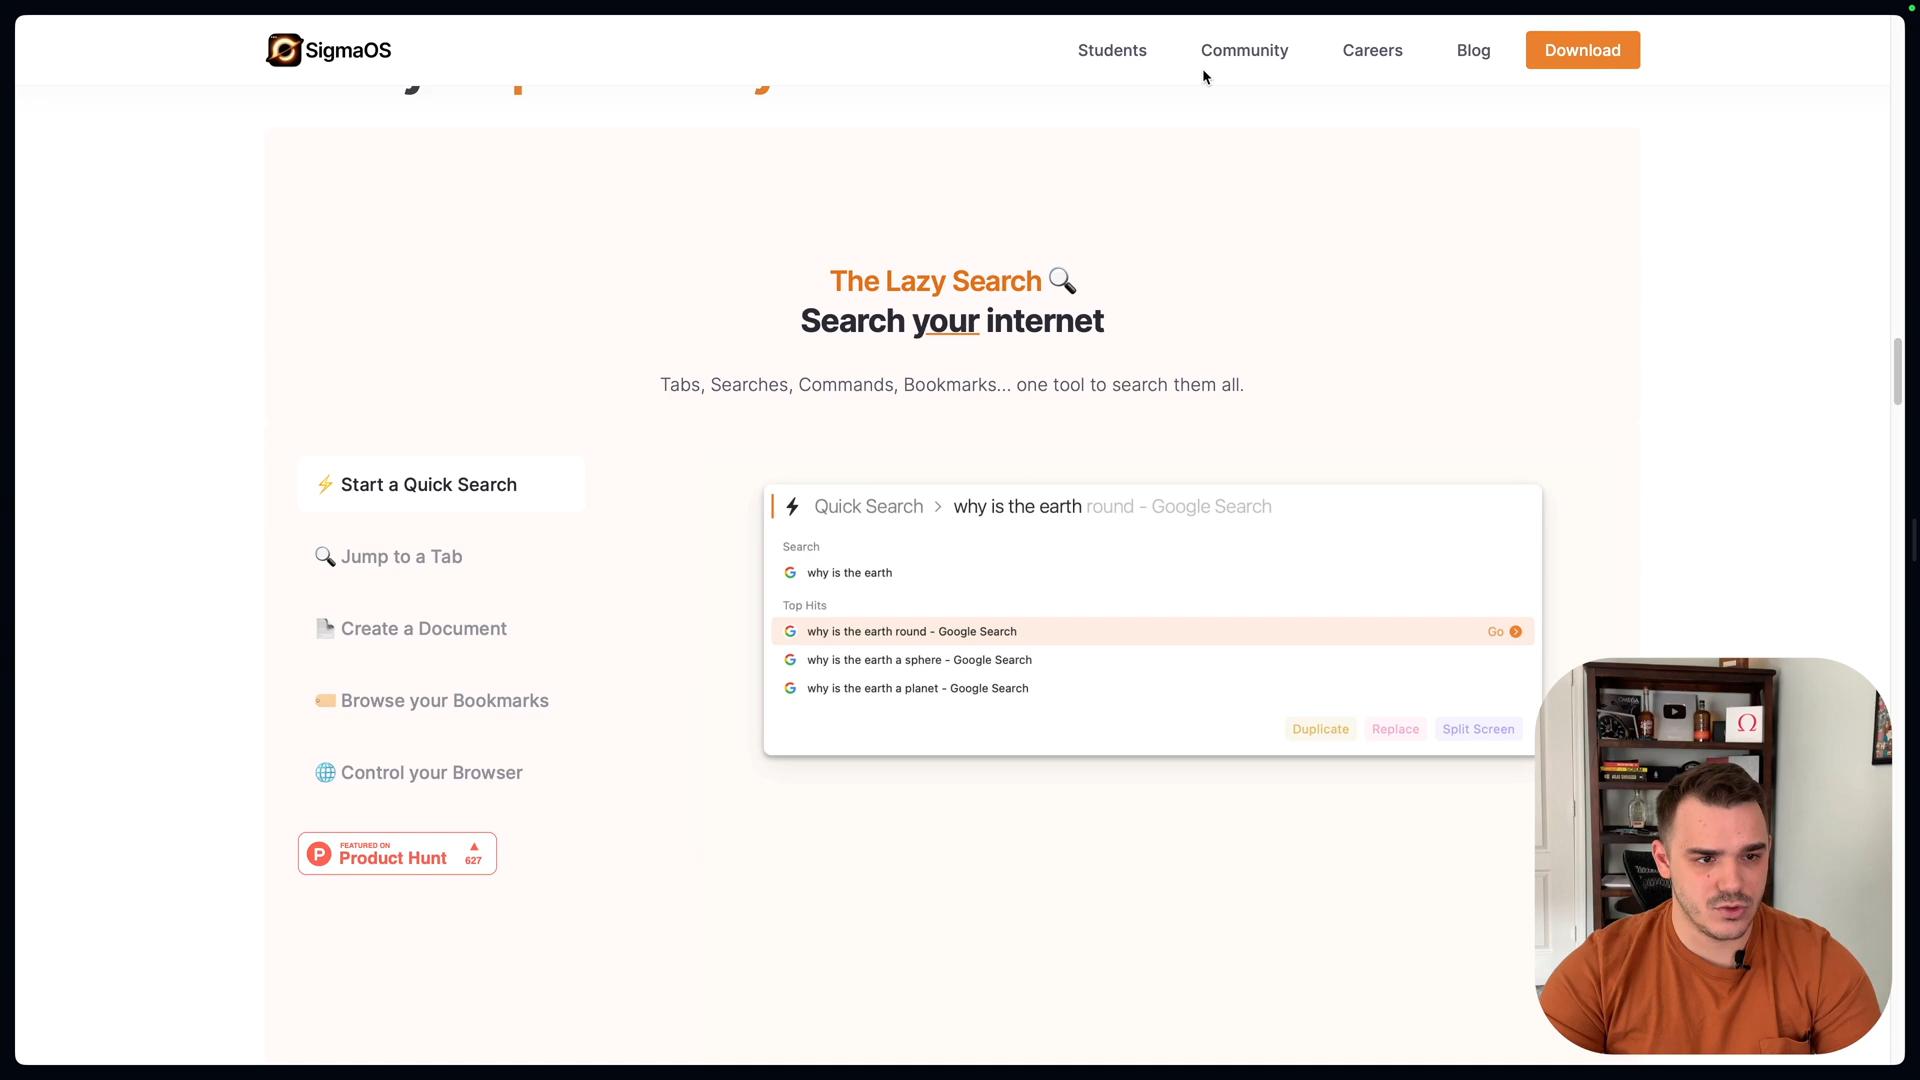 SigmaOS
Students
Community
Careers
Blog
Download
The Lazy Search
Search your internet
Tabs, Searches, Commands, Bookmarks... one tool to search them all.
Start a Quick Search
Jump to a Tab
Create a Document
Browse your Bookmarks
Control your Browser
FEATURED ON
Product Hunt
627
Quick Search > why is the earth round - Google Search
Search
why is the earth
Top Hits
why is the earth round - Google Search
Go
why is the earth a sphere - Google Search
why is the earth a planet - Google Search
Duplicate
Replace
Split Screen